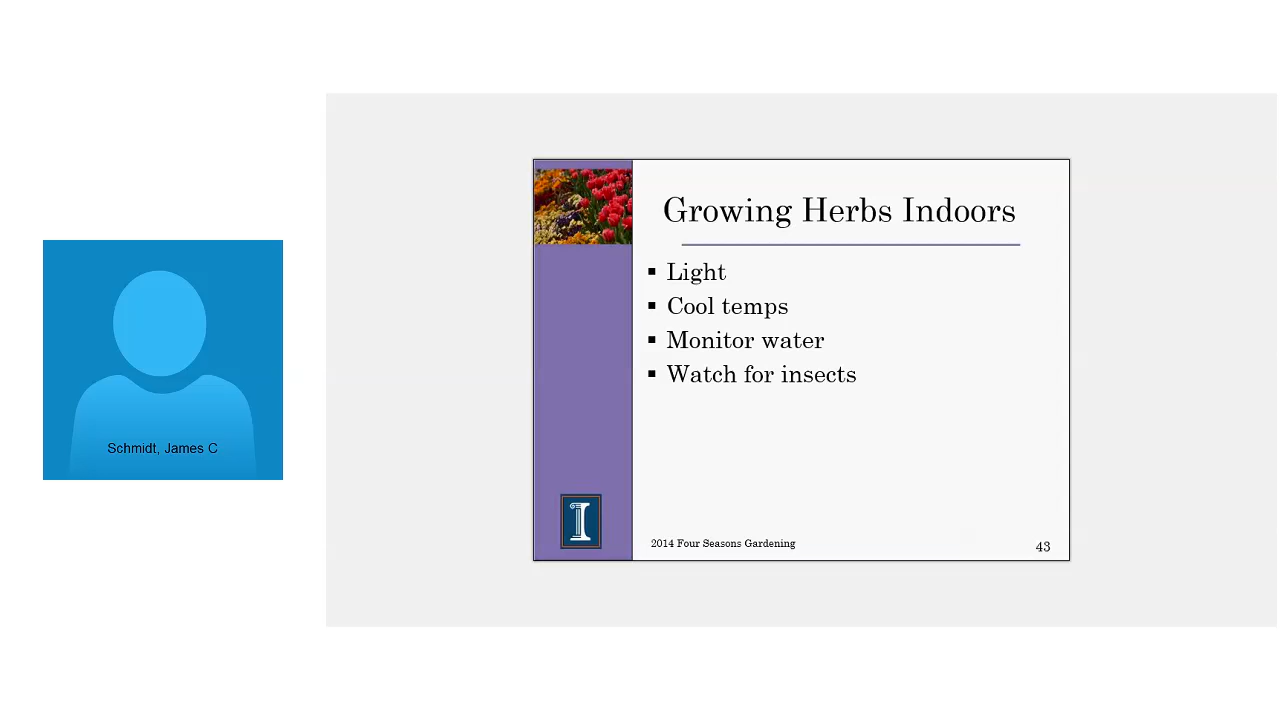 Growing Herbs Indoors
Light
Cool temps
Monitor water
Watch for insects
Schmidt, James C
I
2014 Four Seasons Gardening
43